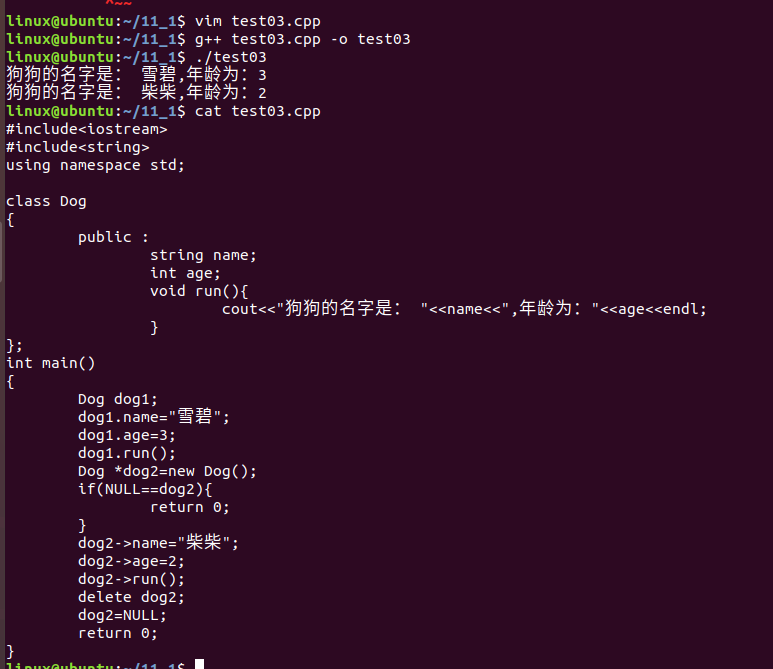 ^~~
linux@ubuntu:~/11_1$ vim test03.cpp
linux@ubuntu:~/11_1$ g++ test03.cpp -o test03
linux@ubuntu:~/11_1$ ./test03
狗狗的名字是： 雪碧,年龄为：3
狗狗的名字是： 柴柴,年龄为：2
linux@ubuntu:~/11_1$ cat test03.cpp
#include<iostream>
#include<string>
using namespace std;

class Dog
{
        public :
                string name;
                int age;
                void run(){
                        cout<<"狗狗的名字是： "<<name<<",年龄为："<<age<<endl;
                }
};
int main()
{
        Dog dog1;
        dog1.name="雪碧";
        dog1.age=3;
        dog1.run();
        Dog *dog2=new Dog();
        if(NULL==dog2){
                return 0;
        }
        dog2->name="柴柴";
        dog2->age=2;
        dog2->run();
        delete dog2;
        dog2=NULL;
        return 0;
}
linux@ubuntu:~/11_1$